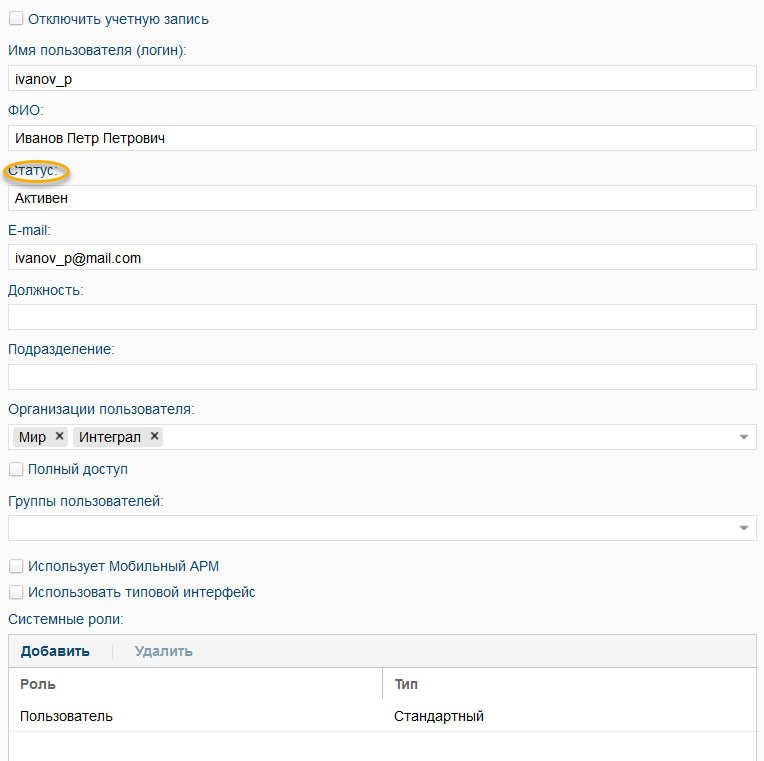 Отключить учетную запись
Имя пользователя (логин):
ivanov_p
ФИО:
Иванов Петр Петрович
Статус:
Активен
E-mail:
ivanov_p@mail.com
Должность:
Подразделение:
Организации пользователя:
Мир × Интеграл ×
Полный доступ
Группы пользователей:
Использует Мобильный АРМ
Использовать типовой интерфейс
Системные роли:
Добавить Удалить
Роль Тип
Пользователь Стандартный